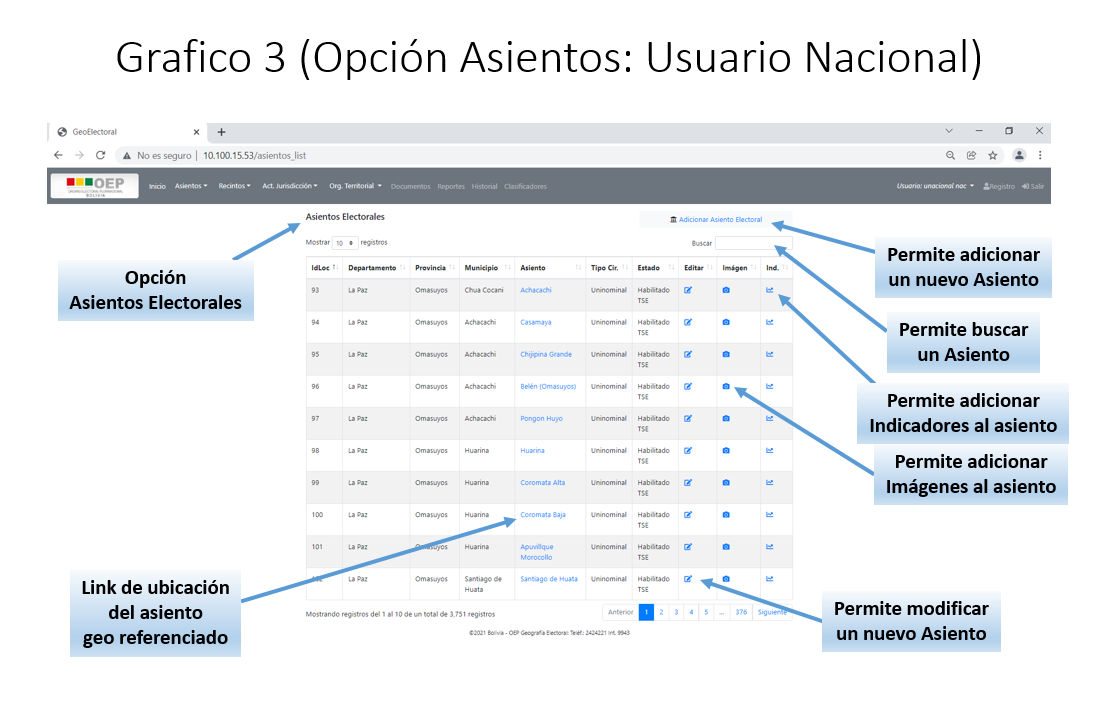 Grafico 3 (Opción Asientos: Usuario Nacional)
GeoElectoral
No es seguro | 10.100.15.53/asientos_list
OEP
BOLIVIA
Inicio Asientos Recintos Act. Jurisdicción Org. Territorial Documentos Reportes Historial Clasificadores Usuario: unacional nac Registro Salir
Asientos Electorales
Adicionar Asiento Electoral
Mostrar 10 registros
Buscar
IdLoc Departamento Provincia Municipio Asiento Tipo Cir. Estado Editar Imágen Ind.
93 La Paz Omasuyos Chua Cocani Achacachi Uninominal Habilitado TSE
94 La Paz Omasuyos Achacachi Casamaya Uninominal Habilitado TSE
95 La Paz Omasuyos Achacachi Chijipina Grande Uninominal Habilitado TSE
96 La Paz Omasuyos Achacachi Belén (Omasuyos) Uninominal Habilitado TSE
97 La Paz Omasuyos Achacachi Pongon Huyo Uninominal Habilitado TSE
98 La Paz Omasuyos Huarina Huarina Uninominal Habilitado TSE
99 La Paz Omasuyos Huarina Coromata Alta Uninominal Habilitado TSE
100 La Paz Omasuyos Huarina Coromata Baja Uninominal Habilitado TSE
101 La Paz Omasuyos Huarina Apuvillque Morocollo Uninominal Habilitado TSE
La Paz Omasuyos Santiago de Huata Santiago de Huata Uninominal Habilitado TSE
Mostrando registros del 1 al 10 de un total de 3,751 registros
Anterior 1 2 3 4 5 ... 376 Siguiente
©2021 Bolivia - OEP Geografía Electoral: Teléf.: 2424221 Int. 9943
Opción
Asientos Electorales
Link de ubicación
del asiento
geo referenciado
Permite adicionar
un nuevo Asiento
Permite buscar
un Asiento
Permite adicionar
Indicadores al asiento
Permite adicionar
Imágenes al asiento
Permite modificar
un nuevo Asiento